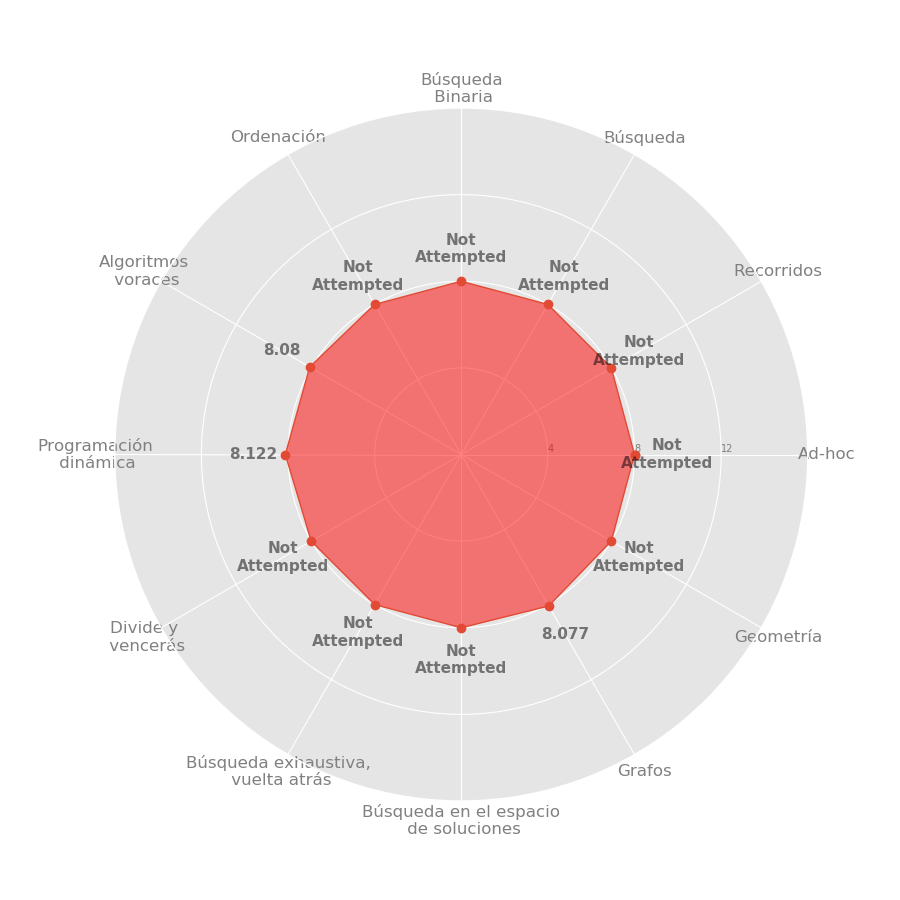 Búsqueda
Binaria
Ordenación
Búsqueda
Not
Attempted
Algoritmos
voraces
Not
Attempted
Not
Attempted
Recorridos
8.08
Not
Attempted
Programación
dinámica
8.122
4
8
Not
Attempted
12
Ad-hoc
Not
Attempted
Not
Attempted
Divide y
vencerás
Not
Attempted
Not
Attempted
8.077
Geometría
Búsqueda exhaustiva,
vuelta atrás
Grafos
Búsqueda en el espacio
de soluciones